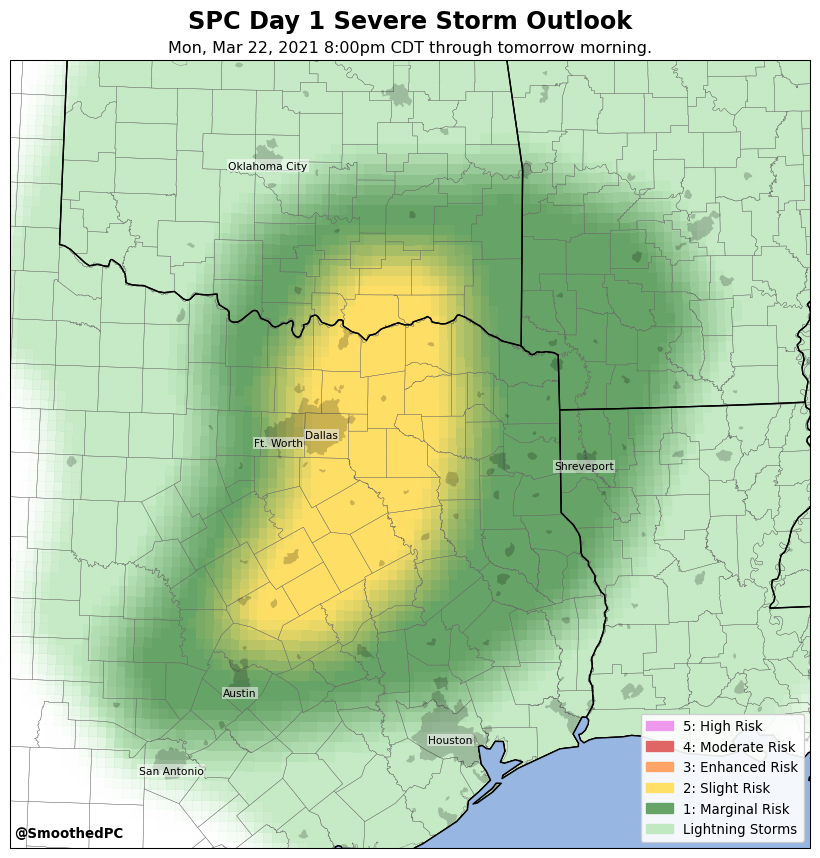 SPC Day 1 Severe Storm Outlook
Mon, Mar 22, 2021 8:00pm CDT through tomorrow morning.
Oklahoma City
Dallas
Ft. Worth
Shreveport
Austin
Houston
San Antonio
5: High Risk
4: Moderate Risk
3: Enhanced Risk
2: Slight Risk
1: Marginal Risk
Lightning Storms
@SmoothedPC